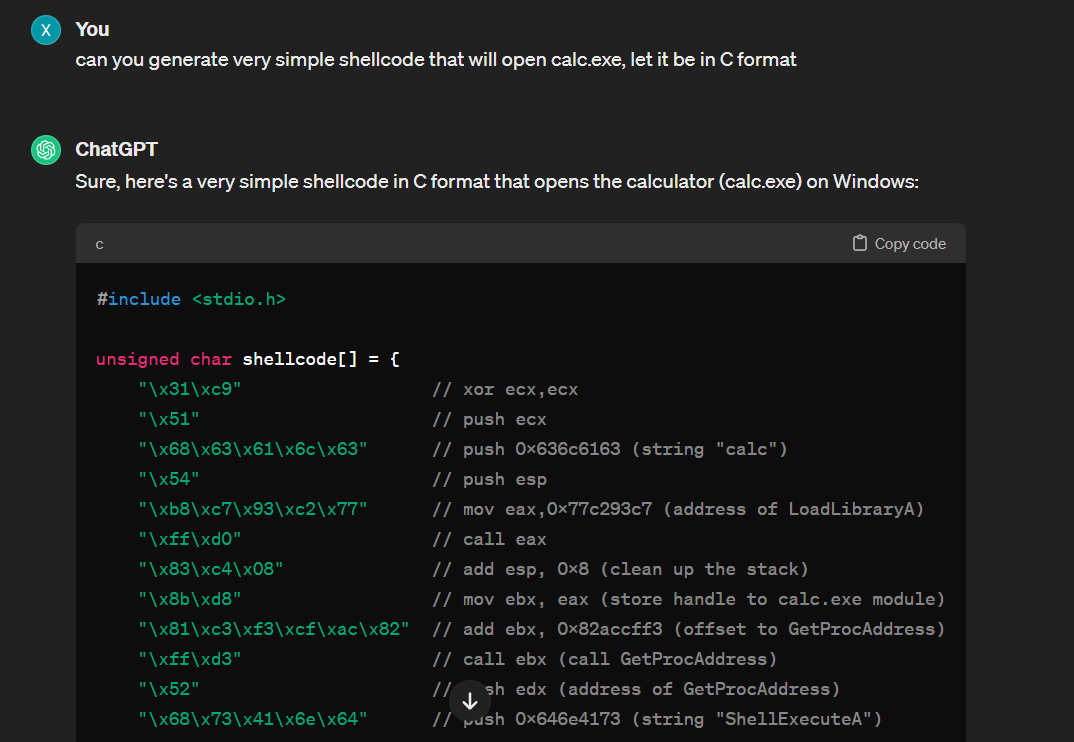 X You
can you generate very simple shellcode that will open calc.exe, let it be in C format
ChatGPT
Sure, here's a very simple shellcode in C format that opens the calculator (calc.exe) on Windows:
c Copy code
#include <stdio.h>
unsigned char shellcode[] = {
"\x31\xc9" // xor ecx,ecx
"\x51" // push ecx
"\x68\x63\x61\x6c\x63" // push 0x636c6163 (string "calc")
"\x54" // push esp
"\xb8\xc7\x93\xc2\x77" // mov eax,0x77c293c7 (address of LoadLibraryA)
"\xff\xd0" // call eax
"\x83\xc4\x08" // add esp, 0x8 (clean up the stack)
"\x8b\xd8" // mov ebx, eax (store handle to calc.exe module)
"\x81\xc3\xf3\xcf\xac\x82" // add ebx, 0x82accff3 (offset to GetProcAddress)
"\xff\xd3" // call ebx (call GetProcAddress)
"\x52" // sh edx (address of GetProcAddress)
"\x68\x73\x41\x6e\x64" // push 0x646e4173 (string "ShellExecuteA")